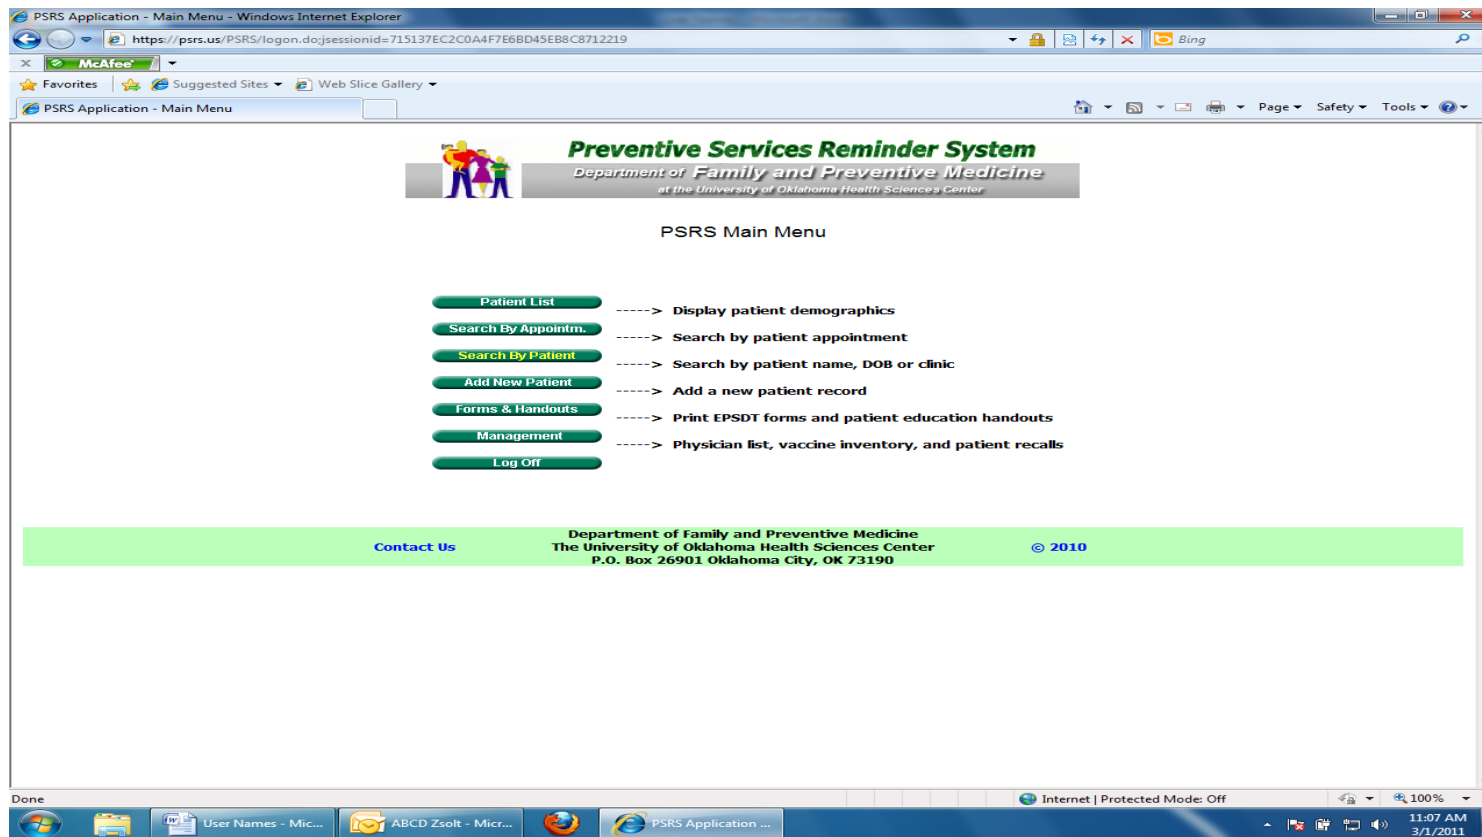 PSRS Application - Main Menu - Windows Internet Explorer
https://psrs.us/PSRS/logon.do;jsessionid=715137EC2C0A4F7E6BD45EB8C8712219
Bing
McAfee
Favorites Suggested Sites Web Slice Gallery
PSRS Application - Main Menu Page Safety Tools
Preventive Services Reminder System
Department of Family and Preventive Medicine
at the University of Oklahoma Health Sciences Center
PSRS Main Menu
Patient List -----> Display patient demographics
Search By Appointm. -----> Search by patient appointment
Search By Patient -----> Search by patient name, DOB or clinic
Add New Patient -----> Add a new patient record
Forms & Handouts -----> Print EPSDT forms and patient education handouts
Management -----> Physician list, vaccine inventory, and patient recalls
Log Off
Department of Family and Preventive Medicine
Contact Us The University of Oklahoma Health Sciences Center © 2010
P.O. Box 26901 Oklahoma City, OK 73190
Done Internet | Protected Mode: Off 100%
User Names - Mic... ABCD Zsolt - Micr... PSRS Application ... 11:07 AM
3/1/2011